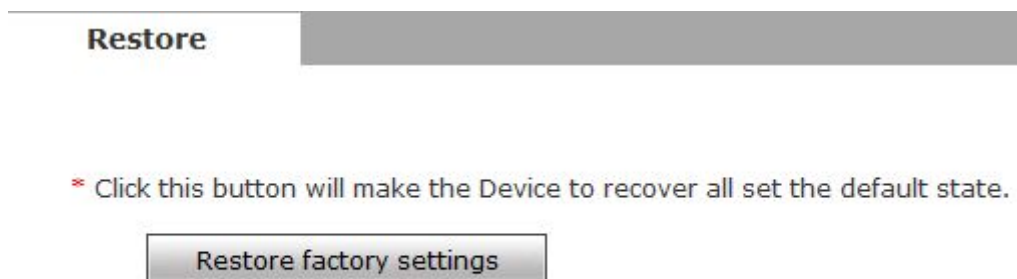 Restore
* Click this button will make the Device to recover all set the default state.
Restore factory settings